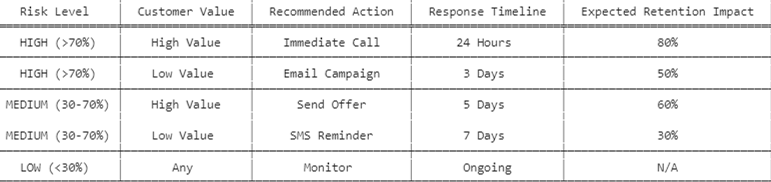 Risk Level Customer Value Recommended Action Response Timeline Expected Retention Impact
HIGH (>70%) High Value Immediate Call 24 Hours 80%
HIGH (>70%) Low Value Email Campaign 3 Days 50%
MEDIUM (30-70%) High Value Send Offer 5 Days 60%
MEDIUM (30-70%) Low Value SMS Reminder 7 Days 30%
LOW (<30%) Any Monitor Ongoing N/A